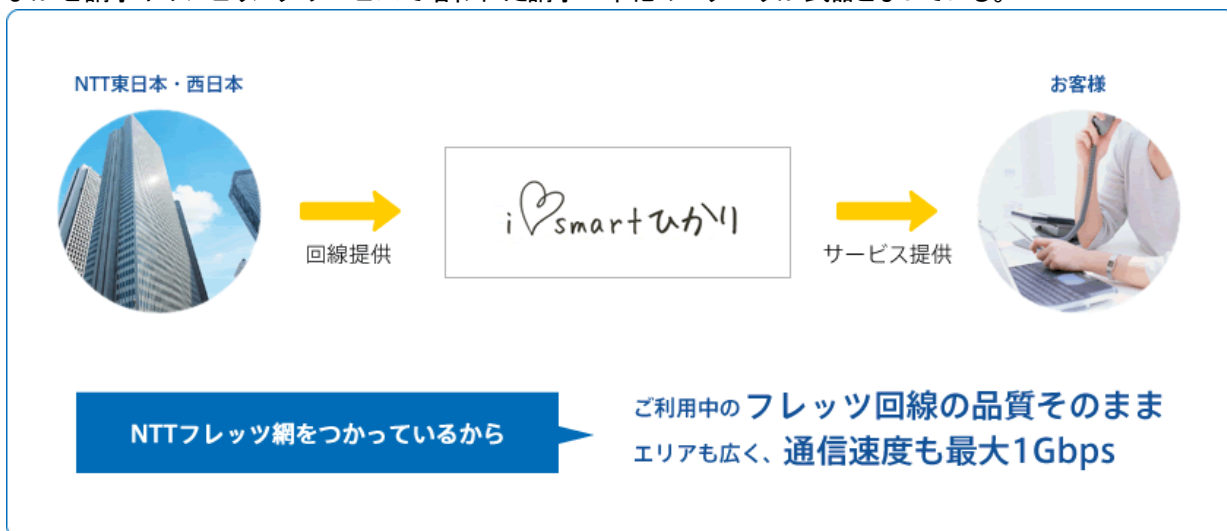 NTT東日本・西日本
お客様
i♡smartひかり
回線提供
サービス提供
NTTフレッツ網をつかっているから
ご利用中のフレッツ回線の品質そのまま
エリアも広く、通信速度も最大1Gbps